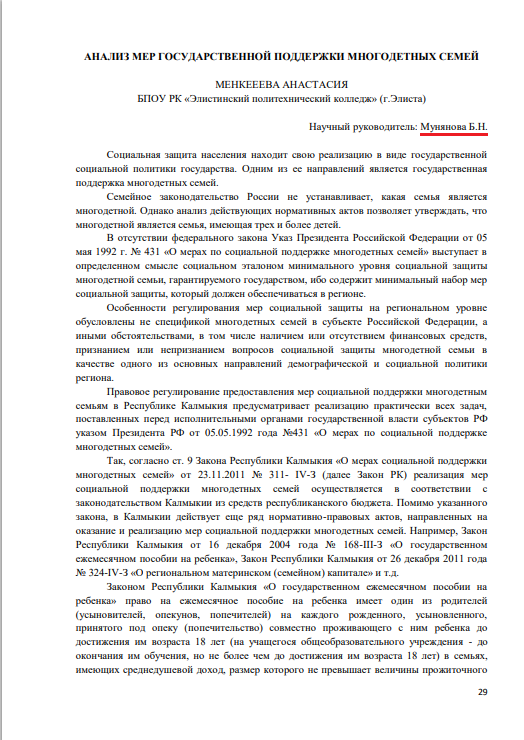 АНАЛИЗ МЕР ГОСУДАРСТВЕННОЙ ПОДДЕРЖКИ МНОГОДЕТНЫХ СЕМЕЙ
МЕНКЕЕЕВА АНАСТАСИЯ
БПОУ РК «Элистинский политехнический колледж» (г.Элиста)
Научный руководитель: Мунянова Б.Н.
Социальная защита населения находит свою реализацию в виде государственной
социальной политики государства. Одним из ее направлений является государственная
поддержка многодетных семей.
Семейное законодательство России не устанавливает, какая семья является
многодетной. Однако анализ действующих нормативных актов позволяет утверждать, что
многодетной является семья, имеющая трех и более детей.
В отсутствии федерального закона Указ Президента Российской Федерации от 05
мая 1992 г. № 431 «О мерах по социальной поддержке многодетных семей» выступает в
определенном смысле социальным эталоном минимального уровня социальной защиты
многодетной семьи, гарантируемого государством, ибо содержит минимальный набор мер
социальной защиты, который должен обеспечиваться в регионе.
Особенности регулирования мер социальной защиты на региональном уровне
обусловлены не спецификой многодетных семей в субъекте Российской Федерации, а
иными обстоятельствами, в том числе наличием или отсутствием финансовых средств,
признанием или непризнанием вопросов социальной защиты многодетной семьи в
качестве одного из основных направлений демографической и социальной политики
региона.
Правовое регулирование предоставления мер социальной поддержки многодетным
семьям в Республике Калмыкия предусматривает реализацию практически всех задач,
поставленных перед исполнительными органами государственной власти субъектов РФ
указом Президента РФ от 05.05.1992 года №431 «О мерах по социальной поддержке
многодетных семей».
Так, согласно ст. 9 Закона Республики Калмыкия «О мерах социальной поддержки
многодетных семей» от 23.11.2011 № 311- IV-З (далее Закон РК) реализация мер
социальной поддержки многодетных семей осуществляется в соответствии с
законодательством Калмыкии из средств республиканского бюджета. Помимо указанного
закона, в Калмыкии действует еще ряд нормативно-правовых актов, направленных на
оказание и реализацию мер социальной поддержки многодетных семей. Например, Закон
Республики Калмыкия от 16 декабря 2004 года № 168-III-З «О государственном
ежемесячном пособии на ребенка», Закон Республики Калмыкия от 26 декабря 2011 года
№ 324-IV-З «О региональном материнском (семейном) капитале» и т.д.
Законом Республики Калмыкия «О государственном ежемесячном пособии на
ребенка» право на ежемесячное пособие на ребенка имеет один из родителей
(усыновителей, опекунов, попечителей) на каждого рожденного, усыновленного,
принятого под опеку (попечительство) совместно проживающего с ним ребенка до
достижения им возраста 18 лет (на учащегося общеобразовательного учреждения - до
окончания им обучения, но не более чем до достижения им возраста 18 лет) в семьях,
имеющих среднедушевой доход, размер которого не превышает величины прожиточного
29